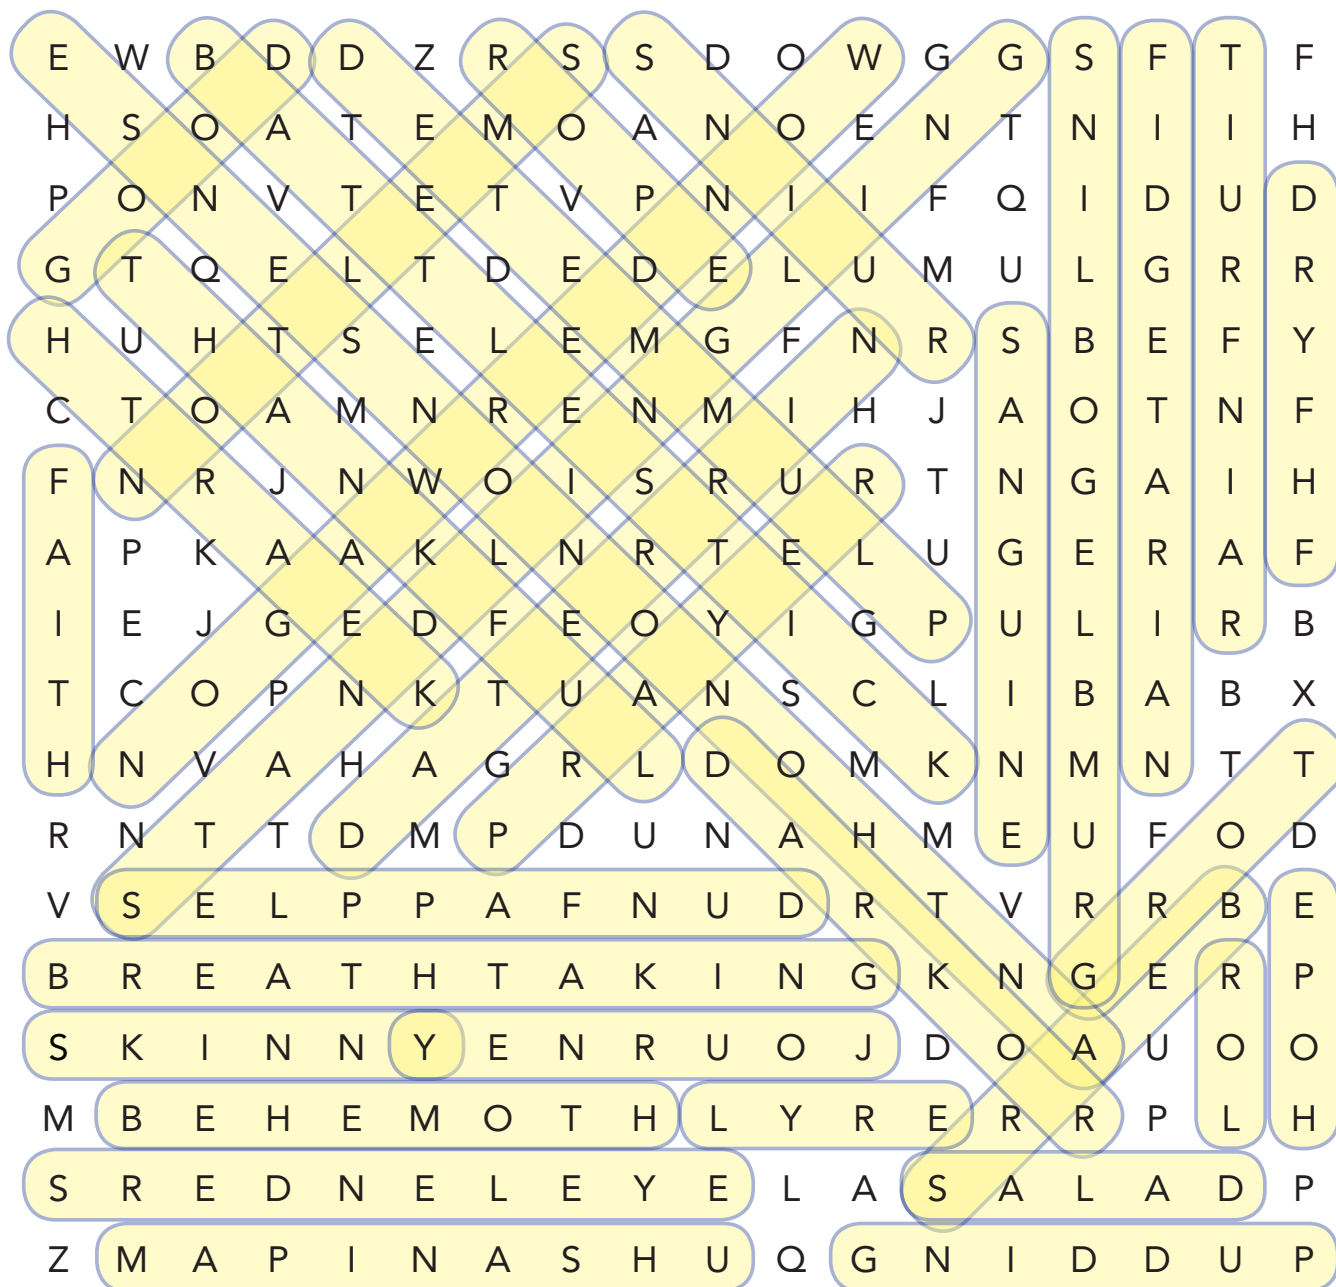 E W B D D Z R S S D O W G G S F T F
H S O A T E M O A N O E N T N I I H
P O N V T E T V P N I I F Q I D U D
G T Q E L T D E D E L U M U L G R R
H U H T S E L E M G F N R S B E F Y
C T O A M N R E N M I H J A O T N F
F N R J N W O I S R U R T N G A I H
A P K A A K L N R T E L U G E R A F
I E J G E D F E O Y I G P U L I R B
T C O P N K T U A N S C L I B A B X
H N V A H A G R L D O M K N M N T T
R N T T D M P D U N A H M E U F O D
V S E L P P A F N U D R T V R R B E
B R E A T H T A K I N G K N G E R P
S K I N N Y E N R U O J D O A U O O
M B E H E M O T H L Y R E R R P L H
S R E D N E L E Y E L A S A L A D P
Z M A P I N A S H U Q G N I D D U P